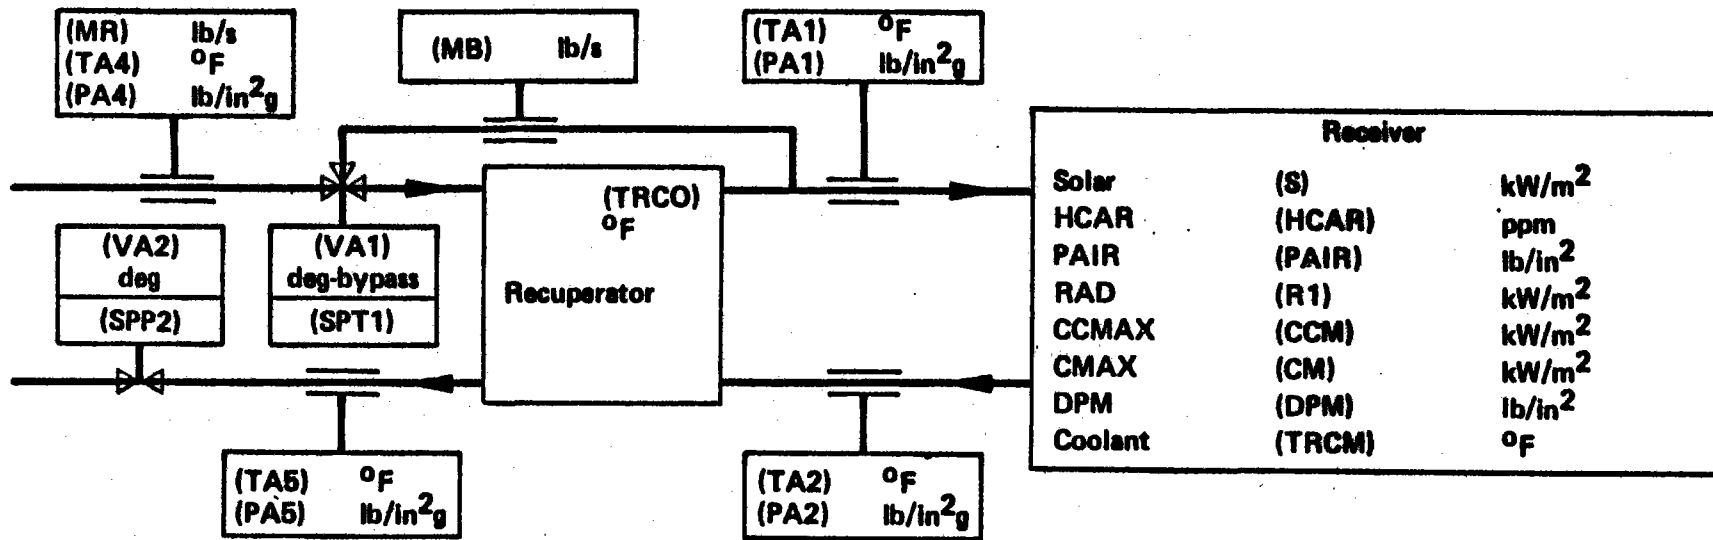 (MR) lb/s
(TA4) °F
(PA4) lb/in²g
(MB) lb/s
(TA1) °F
(PA1) lb/in²g
(VA2)
deg
(SPP2)
(VA1)
deg-bypass
(SPT1)
(TRCO)
°F
Recuperator
Receiver
Solar (S) kW/m²
HCAR (HCAR) ppm
PAIR (PAIR) lb/in²
RAD (R1) kW/m²
CCMAX (CCM) kW/m²
CMAX (CM) kW/m²
DPM (DPM) lb/in²
Coolant (TRCM) °F
(TA5) °F
(PA5) lb/in²g
(TA2) °F
(PA2) lb/in²g